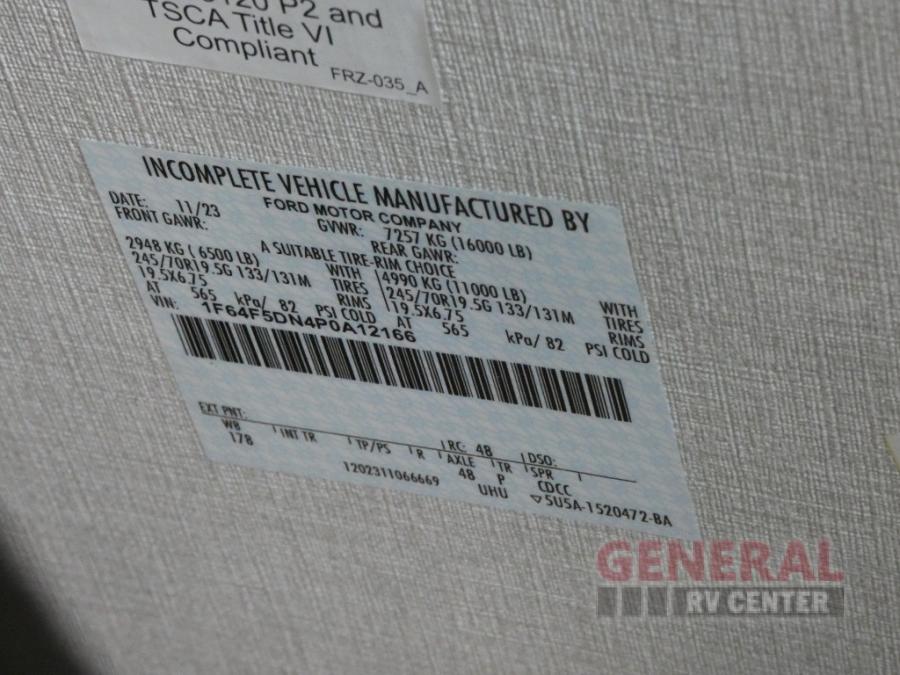 P2 and
TSCA Title VI
Compliant
FRZ-035_A
INCOMPLETE VEHICLE MANUFACTURED BY
FORD MOTOR COMPANY
DATE: 11/23 GVWR: 7257 KG (16000 LB)
FRONT GAWR: REAR GAWR:
A SUITABLE TIRE-RIM CHOICE
2948 KG ( 6500 LB) WITH 4990 KG (11000 LB) WITH
245/70R19.5G 133/131M TIRES 245/70R19.5G 133/131M TIRES
19.5X6.75 RIMS 19.5X6.75 RIMS
AT 565 kPa/ 82 PSI COLD AT 565 kPa/ 82 PSI COLD
VIN: 1F64F5DN4P0A12166
EXT PNT: RC: 48 DSO:
WB INT TR TP/PS R AXLE TR SPR
178 48 P CDCC
1202311066669 UHU ▽5U5A-1520472-BA
GENERAL
RV CENTER